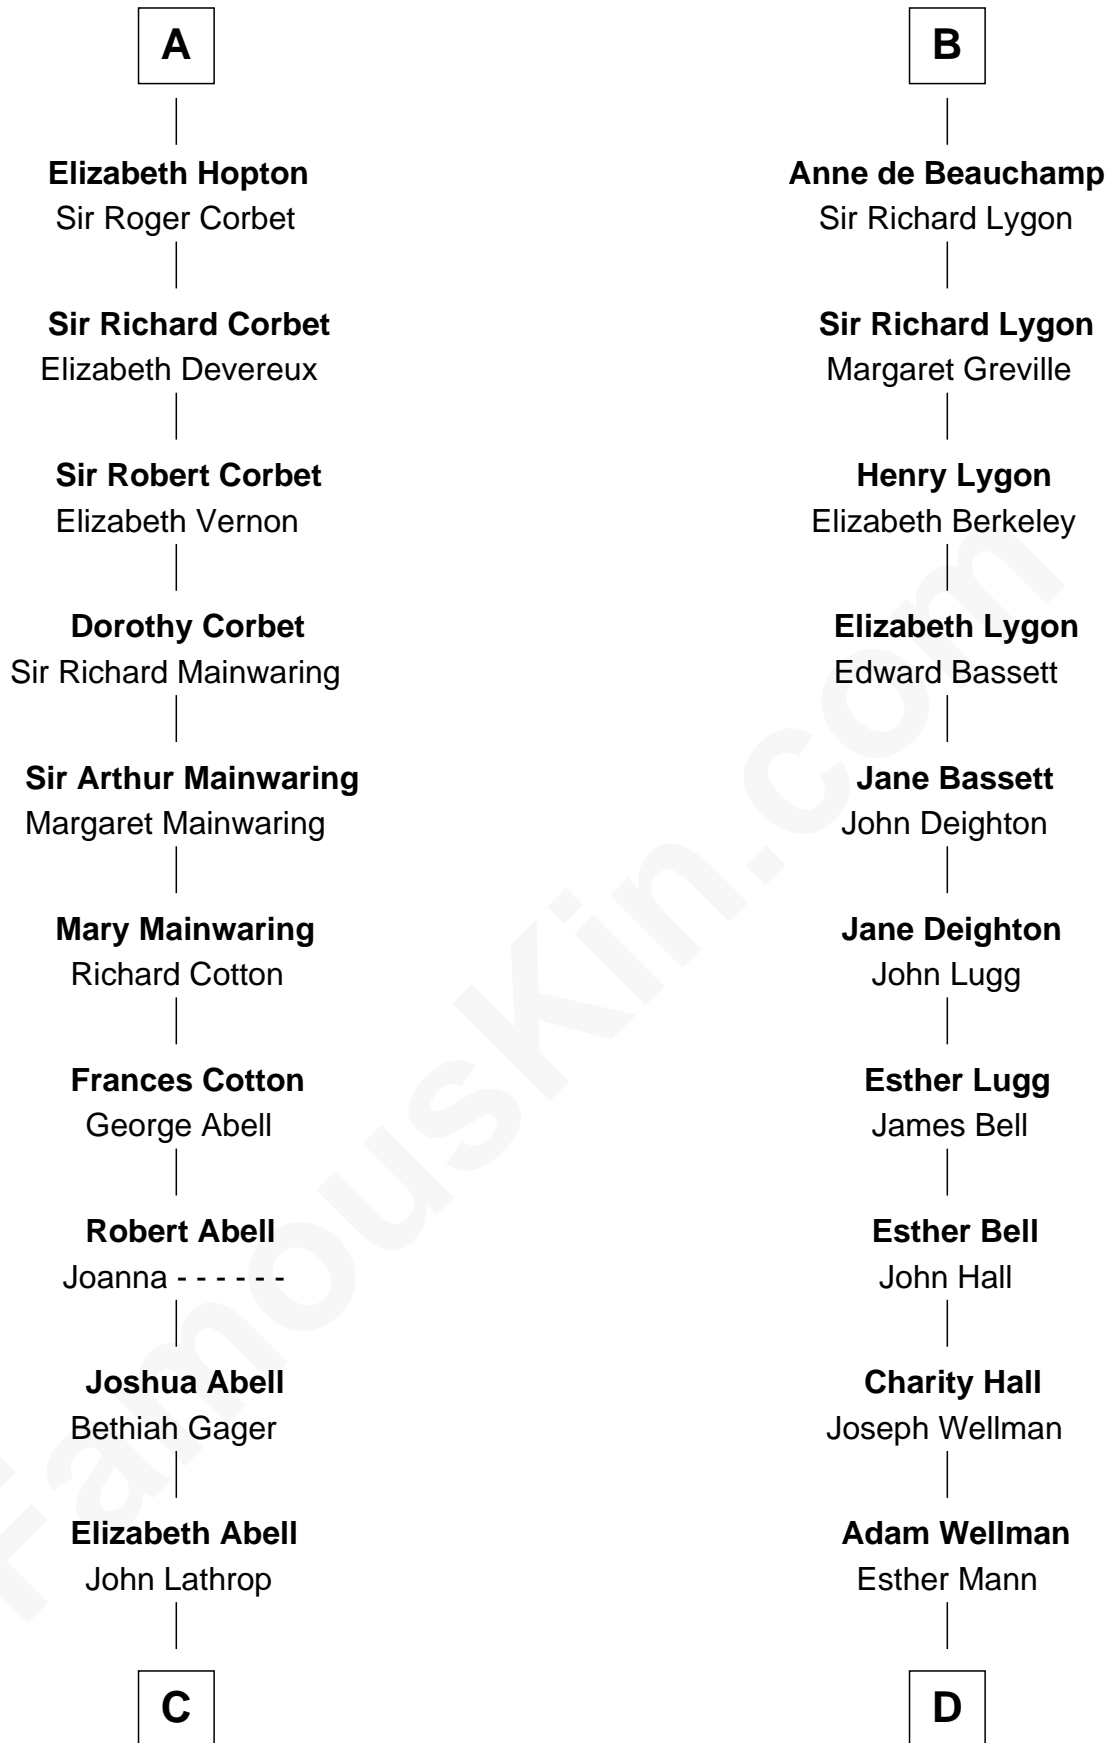 A
Elizabeth Hopton
Sir Roger Corbet
Sir Richard Corbet
Elizabeth Devereux
Sir Robert Corbet
Elizabeth Vernon
Dorothy Corbet
Sir Richard Mainwaring
Sir Arthur Mainwaring
Margaret Mainwaring
Mary Mainwaring
Richard Cotton
Frances Cotton
George Abell
Robert Abell
Joanna - - - - - -
Joshua Abell
Bethiah Gager
Elizabeth Abell
John Lathrop
C
B
Anne de Beauchamp
Sir Richard Lygon
Sir Richard Lygon
Margaret Greville
Henry Lygon
Elizabeth Berkeley
Elizabeth Lygon
Edward Bassett
Jane Bassett
John Deighton
Jane Deighton
John Lugg
Esther Lugg
James Bell
Esther Bell
John Hall
Charity Hall
Joseph Wellman
Adam Wellman
Esther Mann
D
FamousKin.com